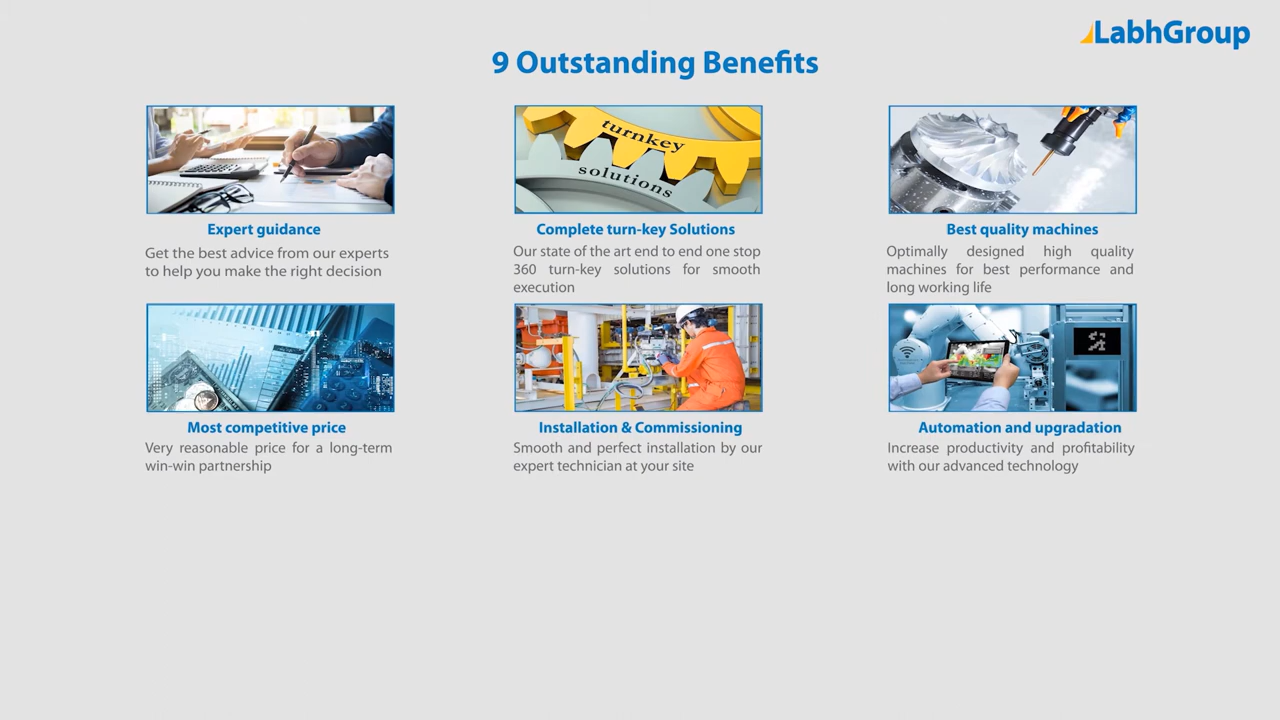 LabhGroup
9 Outstanding Benefits
turnkey
solutions
Expert guidance
Get the best advice from our experts
to help you make the right decision
Complete turn-key Solutions
Our state of the art end to end one stop
360 turn-key solutions for smooth
execution
Best quality machines
Optimally designed high quality
machines for best performance and
long working life
Most competitive price
Very reasonable price for a long-term
win-win partnership
Installation & Commissioning
Smooth and perfect installation by our
expert technician at your site
Automation and upgradation
Increase productivity and profitability
with our advanced technology